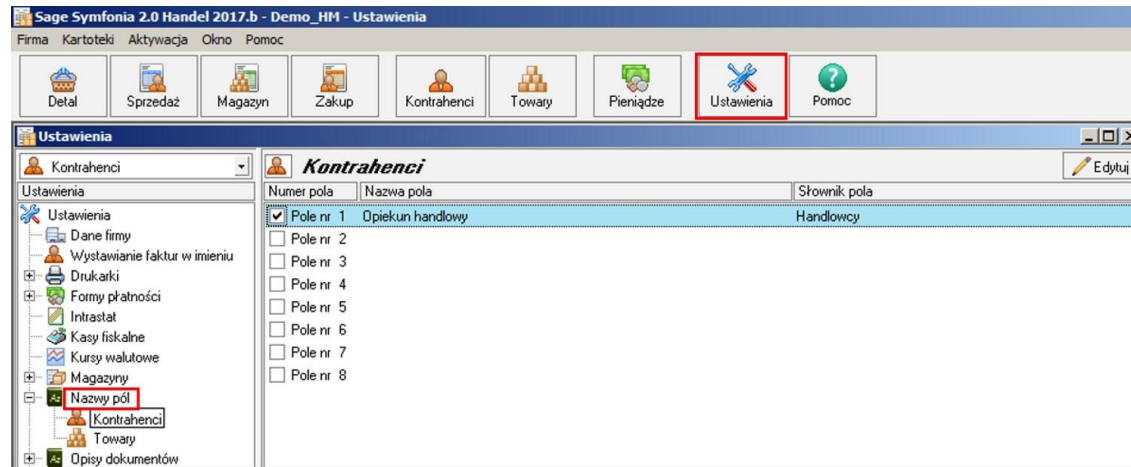 Sage Symfonia 2.0 Handel 2017.b - Demo_HM - Ustawienia
Firma Kartoteki Aktywacja Okno Pomoc
Detal Sprzedaż Magazyn Zakup Kontrahenci Towary Pieniądze Ustawienia Pomoc
Ustawienia
Kontrahenci
Kontrahenci
Edytuj
Ustawienia
Numer pola Nazwa pola Słownik pola
Ustawienia
Pole nr 1 Opiekun handlowy Handlowcy
Dane firmy
Pole nr 2
Wystawianie faktur w imieniu
Pole nr 3
Drukarki
Pole nr 4
Formy płatności
Pole nr 5
Intrastat
Pole nr 6
Kasy fiskalne
Pole nr 7
Kursy walutowe
Pole nr 8
Magazyny
Az Nazwy pól
Kontrahenci
Towary
Az Opisy dokumentów